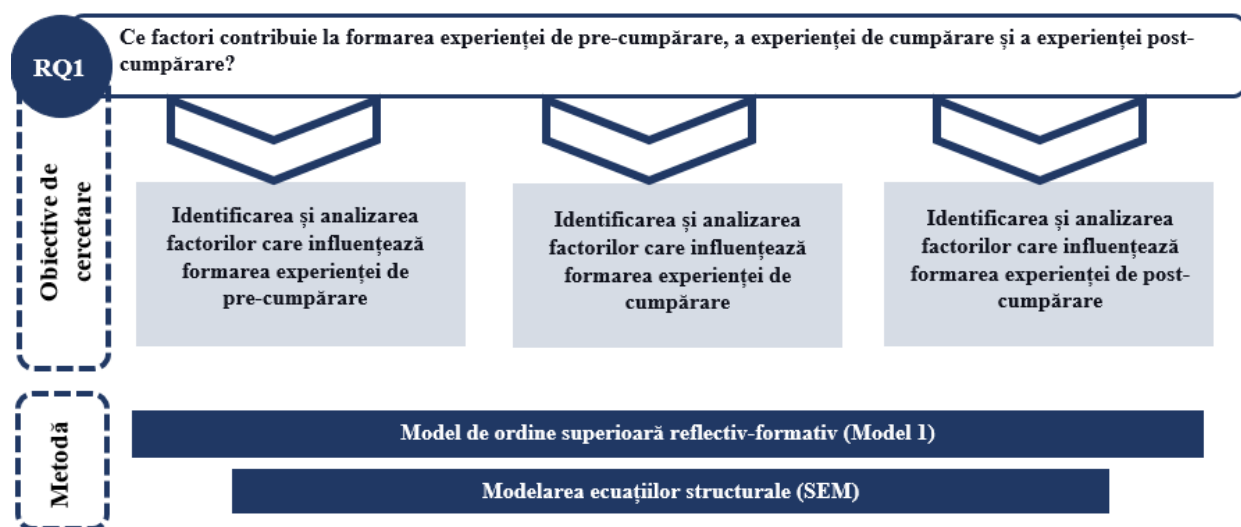 Ce factori contribuie la formarea experienței de pre-cumpărare, a experienței de cumpărare și a experienței post-
cumpărare?
RQ1
Obiective de
cercetare
Identificarea și analizarea
factorilor care influențează
formarea experienței de
pre-cumpărare
Identificarea și analizarea
factorilor care influențează
formarea experienței de
cumpărare
Identificarea și analizarea
factorilor care influențează
formarea experienței de post-
cumpărare
Metodă
Model de ordine superioară reflectiv-formativ (Model 1)
Modelarea ecuațiilor structurale (SEM)